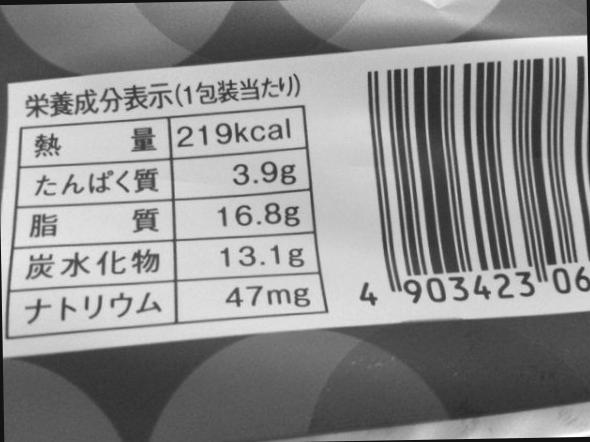 栄養成分表示(1包装当たり)
熱量 219kcal
たんぱく質 3.9g
脂質 16.8g
炭水化物 13.1g
ナトリウム 47mg
4 903423 06